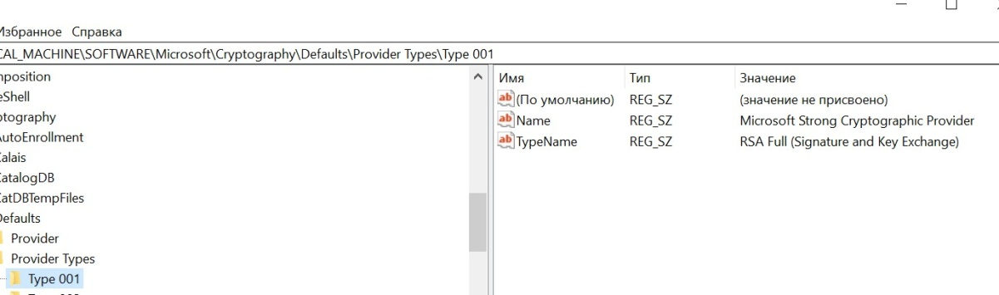 Избранное Справка
CAL_MACHINE\SOFTWARE\Microsoft\Cryptography\Defaults\Provider Types\Type 001
mposition
eShell
ptography
AutoEnrollment
Calais
CatalogDB
CatDBTempFiles
Defaults
Provider
Provider Types
Type 001
Имя Тип Значение
(По умолчанию) REG_SZ (значение не присвоено)
Name REG_SZ Microsoft Strong Cryptographic Provider
TypeName REG_SZ RSA Full (Signature and Key Exchange)